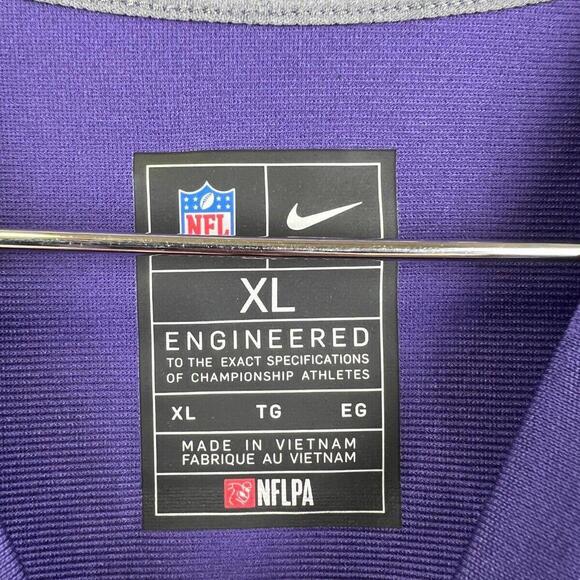 NFL
XL
ENGINEERED
TO THE EXACT SPECIFICATIONS
OF CHAMPIONSHIP ATHLETES
XL TG EG
MADE IN VIETNAM
FABRIQUE AU VIETNAM
NFLPA